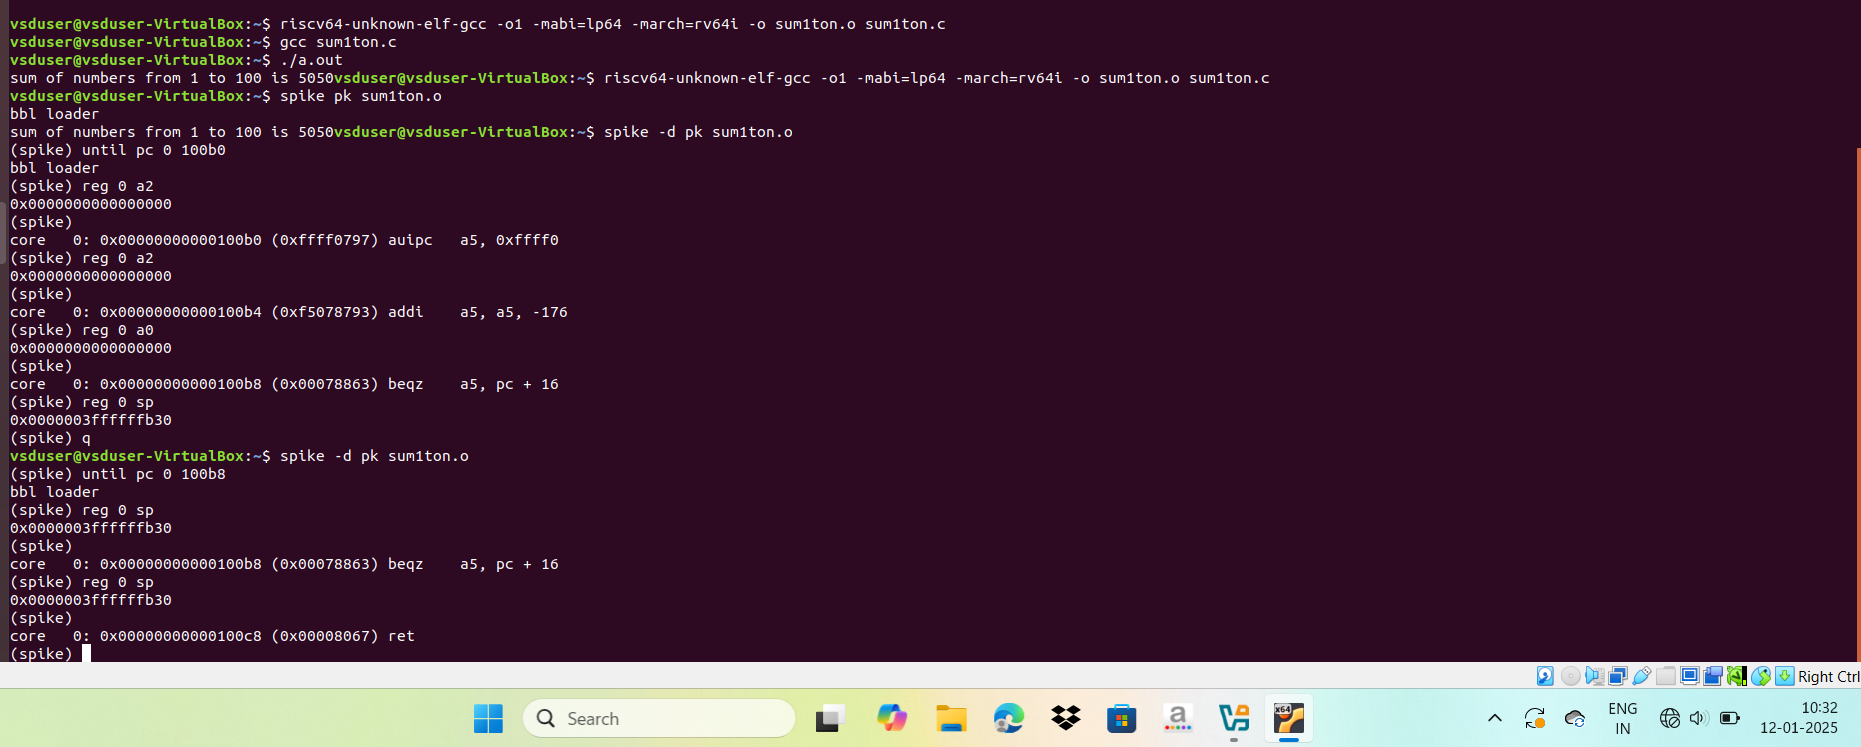 vsduser@vsduser-VirtualBox:~$ riscv64-unknown-elf-gcc -o1 -mabi=lp64 -march=rv64i -o sum1ton.o sum1ton.c
vsduser@vsduser-VirtualBox:~$ gcc sum1ton.c
vsduser@vsduser-VirtualBox:~$ ./a.out
sum of numbers from 1 to 100 is 5050vsduser@vsduser-VirtualBox:~$ riscv64-unknown-elf-gcc -o1 -mabi=lp64 -march=rv64i -o sum1ton.o sum1ton.c
vsduser@vsduser-VirtualBox:~$ spike pk sum1ton.o
bbl loader
sum of numbers from 1 to 100 is 5050vsduser@vsduser-VirtualBox:~$ spike -d pk sum1ton.o
(spike) until pc 0 100b0
bbl loader
(spike) reg 0 a2
0x0000000000000000
(spike)
core   0: 0x00000000000100b0 (0xffff0797) auipc   a5, 0xffff0
(spike) reg 0 a2
0x0000000000000000
(spike)
core   0: 0x00000000000100b4 (0xf5078793) addi    a5, a5, -176
(spike) reg 0 a0
0x0000000000000000
(spike)
core   0: 0x00000000000100b8 (0x00078863) beqz    a5, pc + 16
(spike) reg 0 sp
0x0000003ffffffb30
(spike) q
vsduser@vsduser-VirtualBox:~$ spike -d pk sum1ton.o
(spike) until pc 0 100b8
bbl loader
(spike) reg 0 sp
0x0000003ffffffb30
(spike)
core   0: 0x00000000000100b8 (0x00078863) beqz    a5, pc + 16
(spike) reg 0 sp
0x0000003ffffffb30
(spike)
core   0: 0x00000000000100c8 (0x00008067) ret
(spike)
Right Ctrl
Search
ENG
IN
10:32
12-01-2025